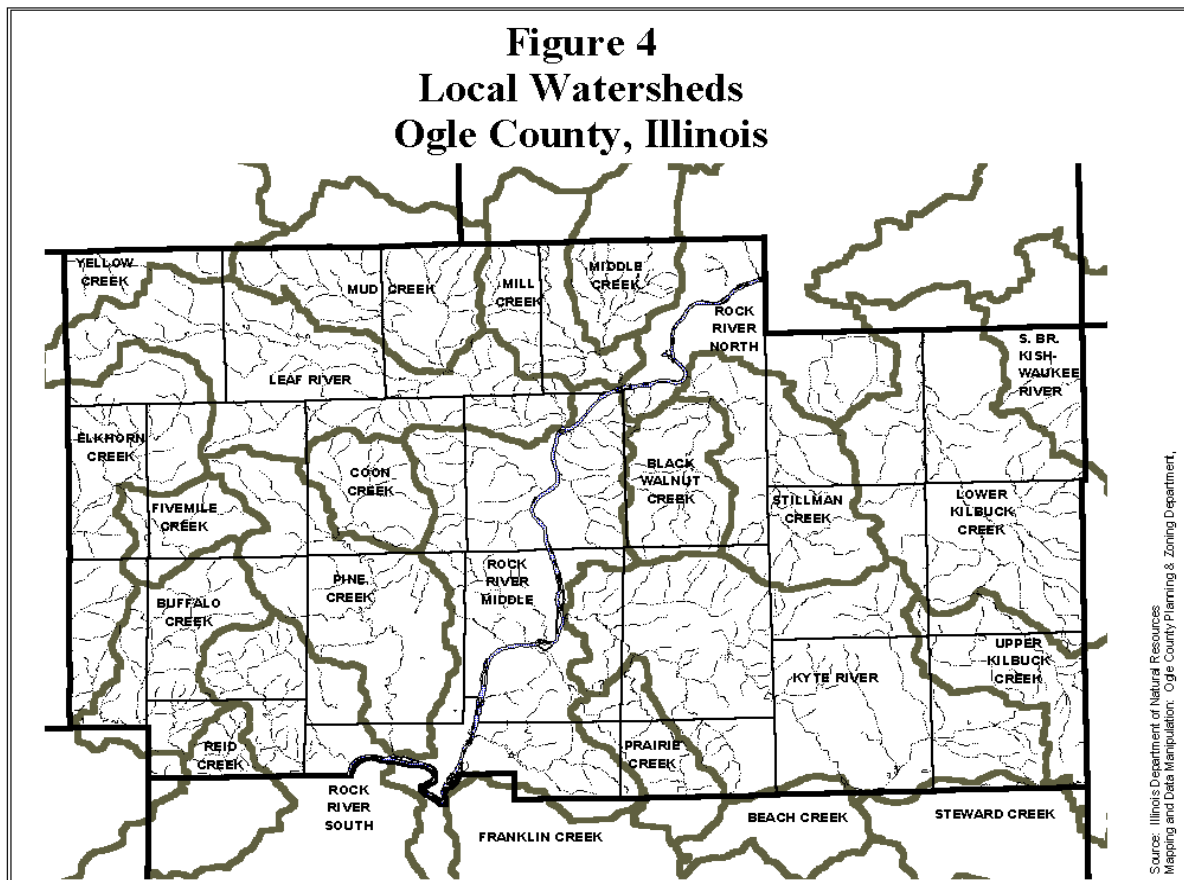 Figure 4
Local Watersheds
Ogle County, Illinois
YELLOW
CREEK
MUD CREEK
MILL
CREEK
MIDDLE
CREEK
ROCK
RIVER
NORTH
S. BR.
KISH-
WAUKEE
RIVER
LEAF RIVER
ELKHORN
CREEK
COON
CREEK
BLACK
WALNUT
CREEK
FIVEMILE
CREEK
STILLMAN
CREEK
LOWER
KILBUCK
CREEK
PINE
CREEK
ROCK
RIVER
MIDDLE
BUFFALO
CREEK
UPPER
KILBUCK
CREEK
KYTE RIVER
REID
CREEK
PRAIRIE
CREEK
ROCK
RIVER
SOUTH
FRANKLIN CREEK
BEACH CREEK
STEWARD CREEK
Source: Illinois Department of Natural Resources
Mapping and Data Manipulation: Ogle County Planning & Zoning Department,